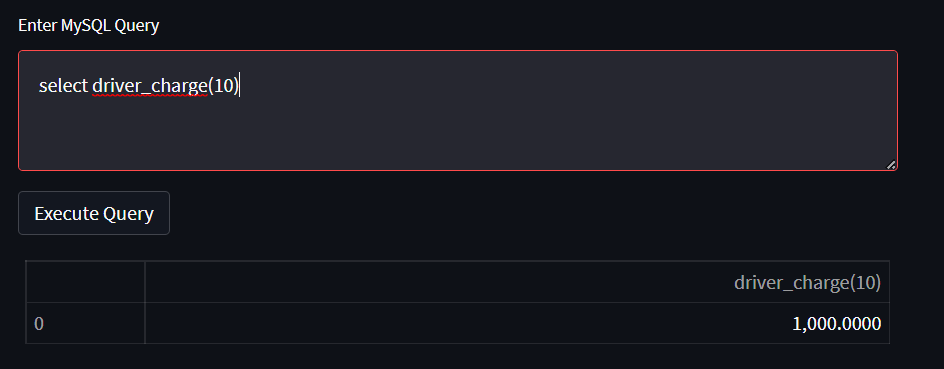 Enter MySQL Query
select driver_charge(10)
Execute Query
driver_charge(10)
0 1,000.0000